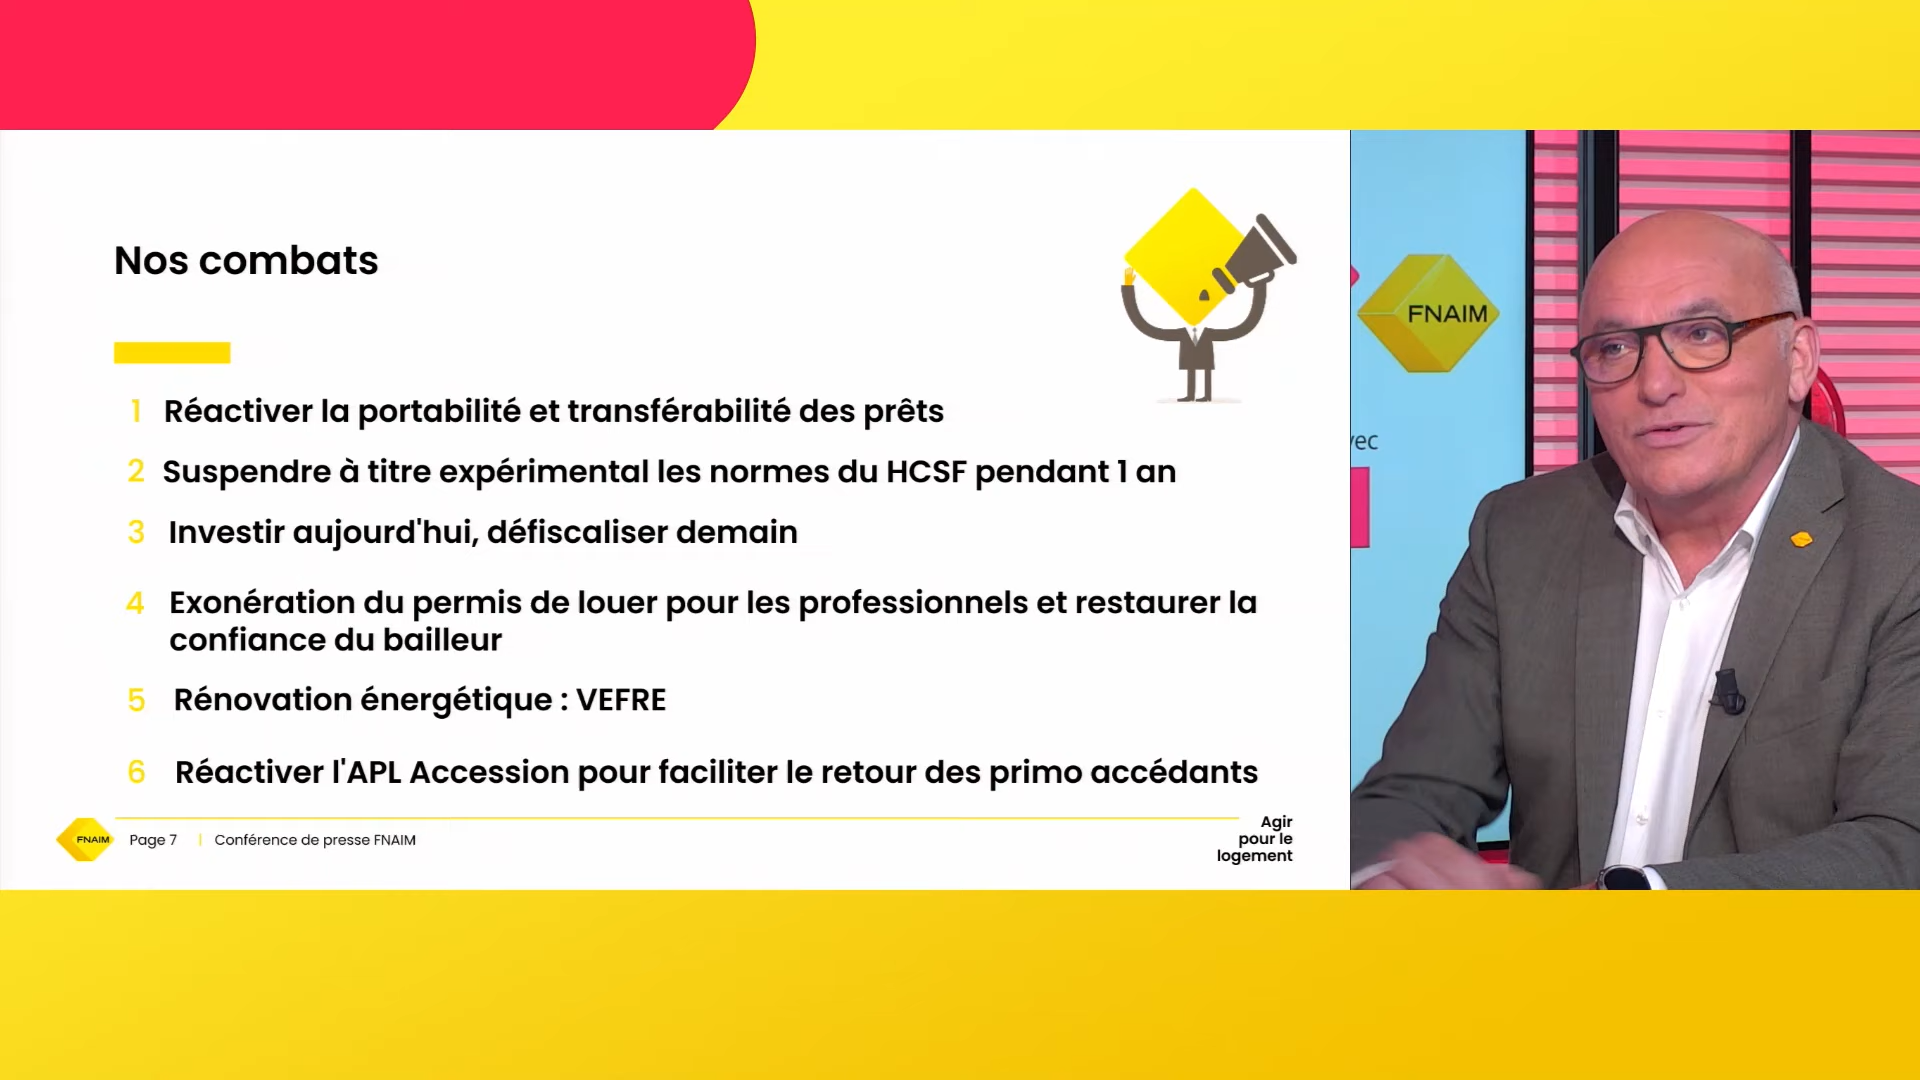 Nos combats
1 Réactiver la portabilité et transférabilité des prêts
2 Suspendre à titre expérimental les normes du HCSF pendant 1 an
3 Investir aujourd'hui, défiscaliser demain
4 Exonération du permis de louer pour les professionnels et restaurer la
confiance du bailleur
5 Rénovation énergétique : VEFRE
6 Réactiver l'APL Accession pour faciliter le retour des primo accédants
FNAIM Page 7 | Conférence de presse FNAIM
Agir
pour le
logement
FNAIM